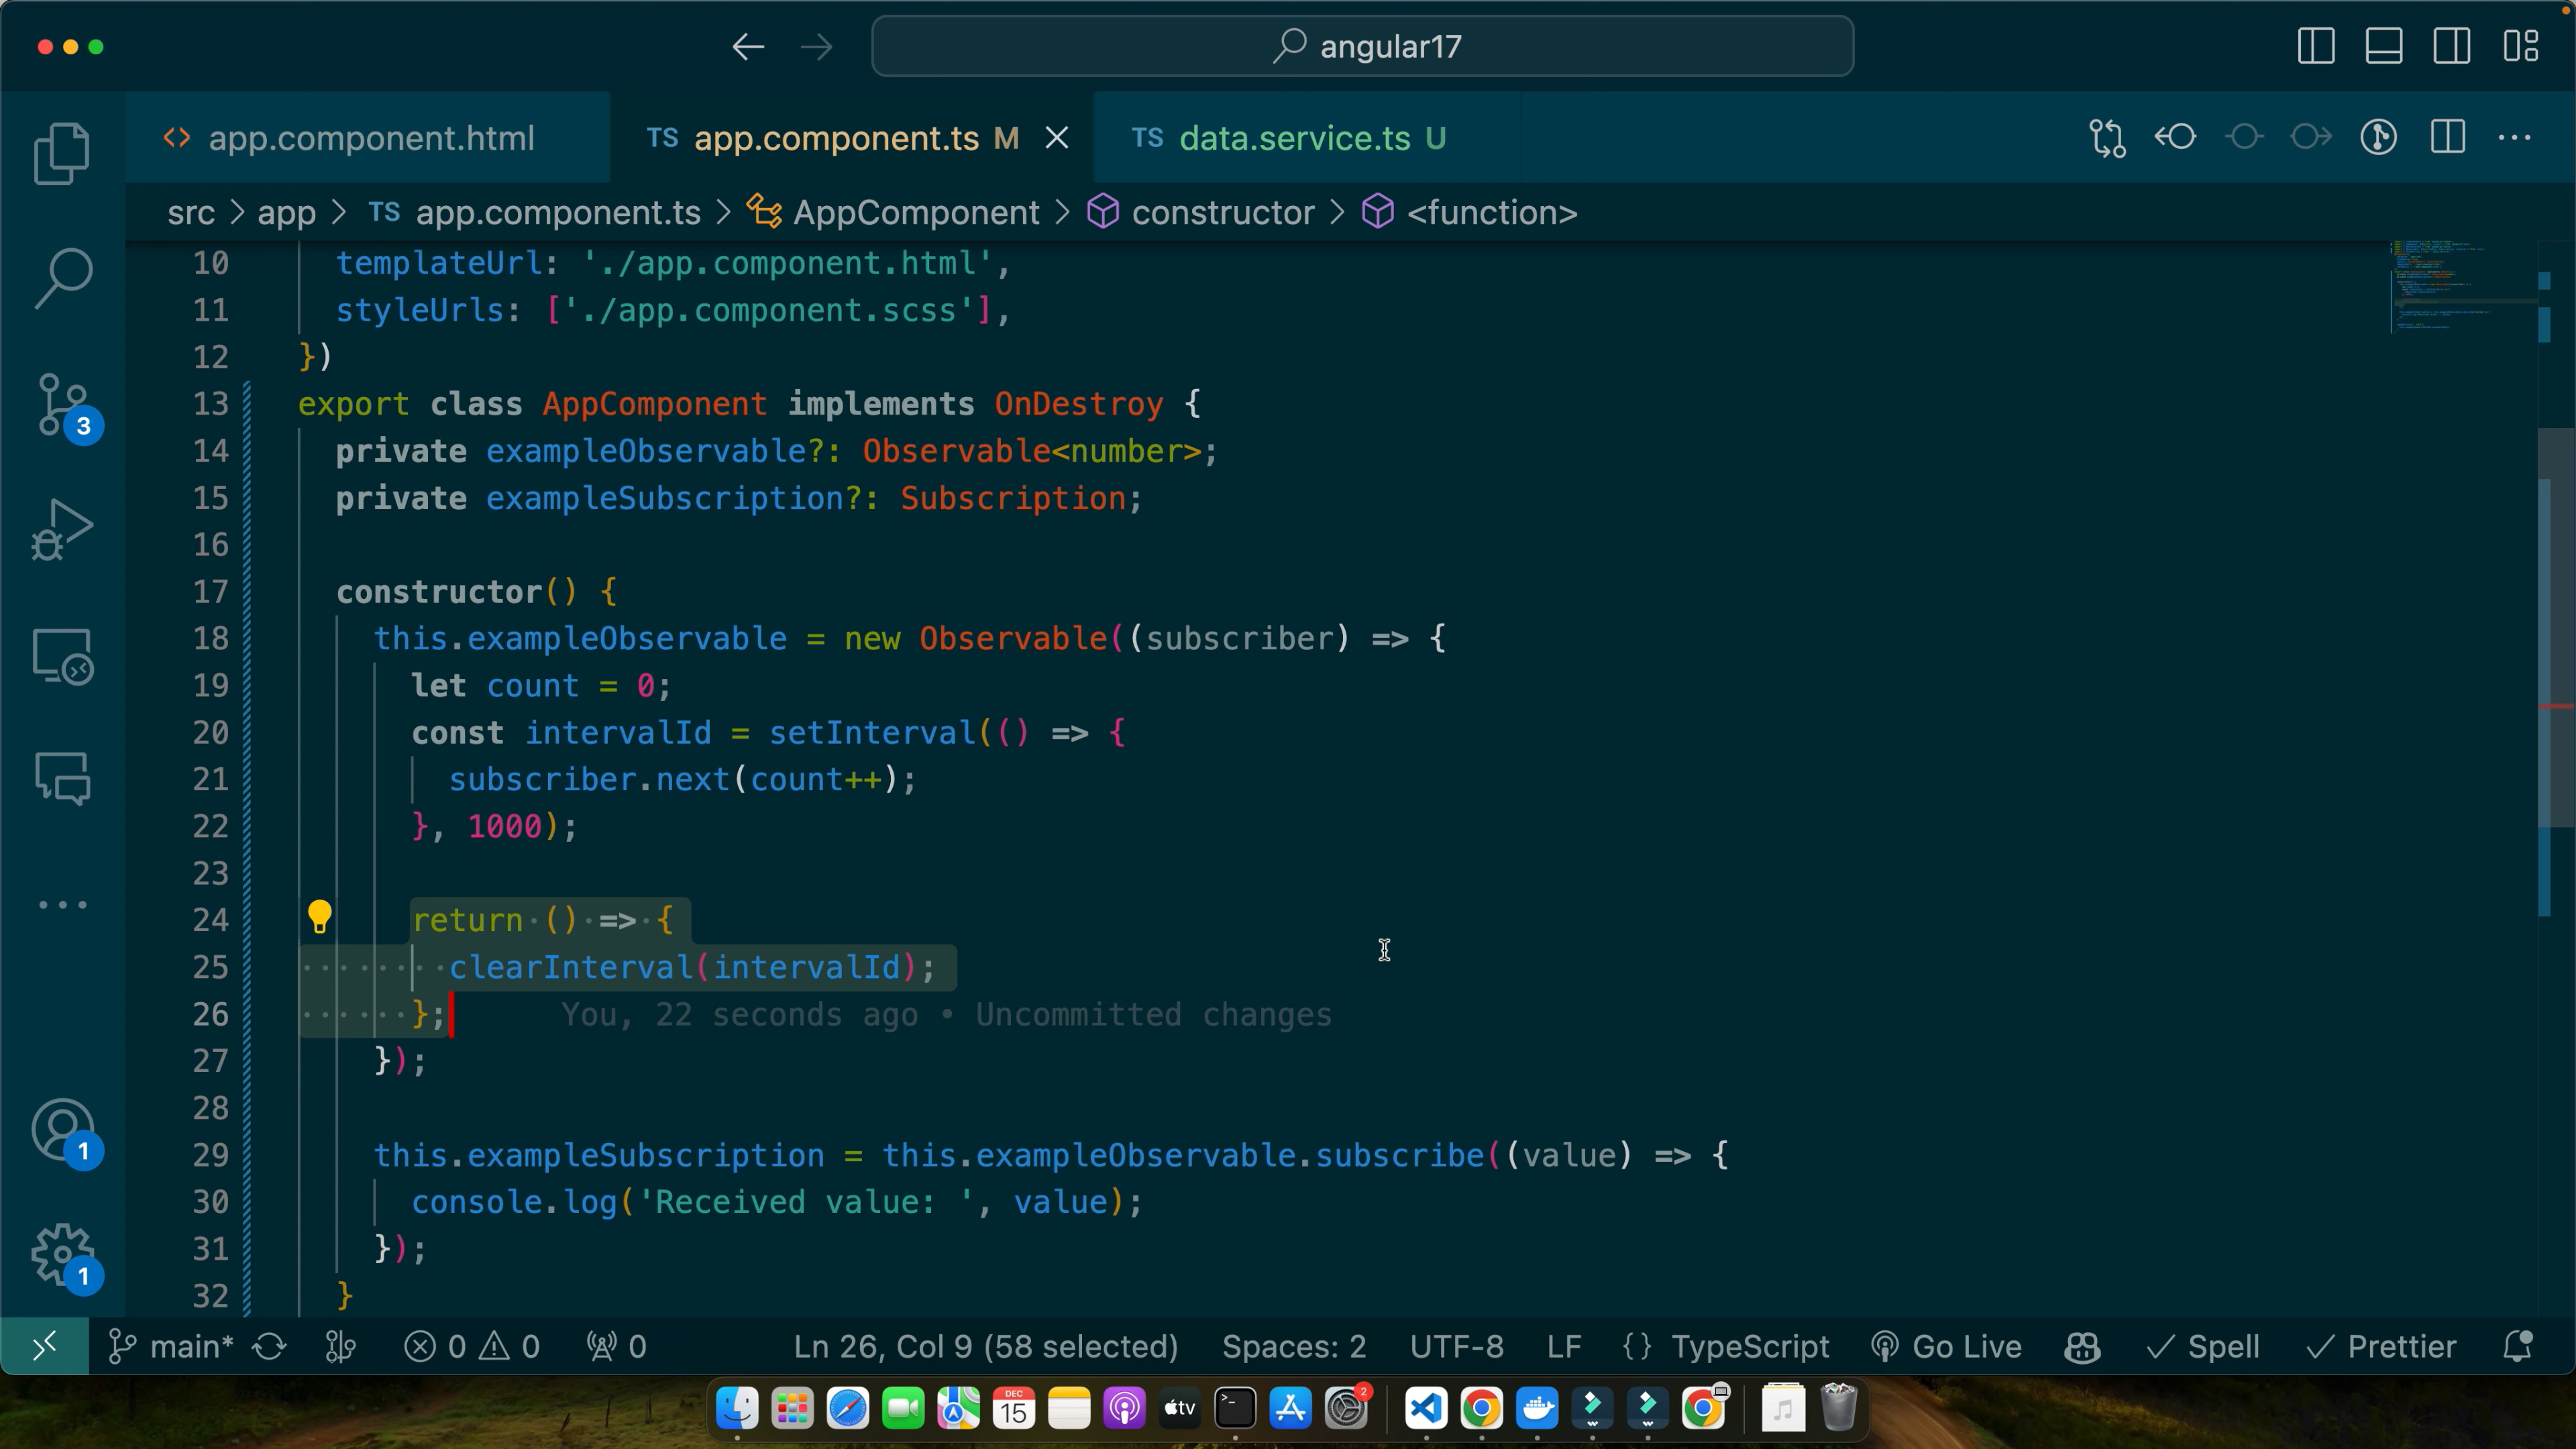 angular17
app.component.html
TS app.component.ts M
TS data.service.ts U
src > app > TS app.component.ts > AppComponent > constructor > <function>
10 templateUrl: './app.component.html',
11 styleUrls: ['./app.component.scss'],
12 })
13 export class AppComponent implements OnDestroy {
14 private exampleObservable?: Observable<number>;
15 private exampleSubscription?: Subscription;
16
17 constructor() {
18 this.exampleObservable = new Observable((subscriber) => {
19 let count = 0;
20 const intervalId = setInterval(() => {
21 subscriber.next(count++);
22 }, 1000);
23
24 return () => {
25 clearInterval(intervalId);
26 }; You, 22 seconds ago • Uncommitted changes
27 });
28
29 this.exampleSubscription = this.exampleObservable.subscribe((value) => {
30 console.log('Received value: ', value);
31 });
32 }
3
1
1
main* 0 0 0 Ln 26, Col 9 (58 selected) Spaces: 2 UTF-8 LF {} TypeScript Go Live Spell Prettier
DEC
15
tv
2